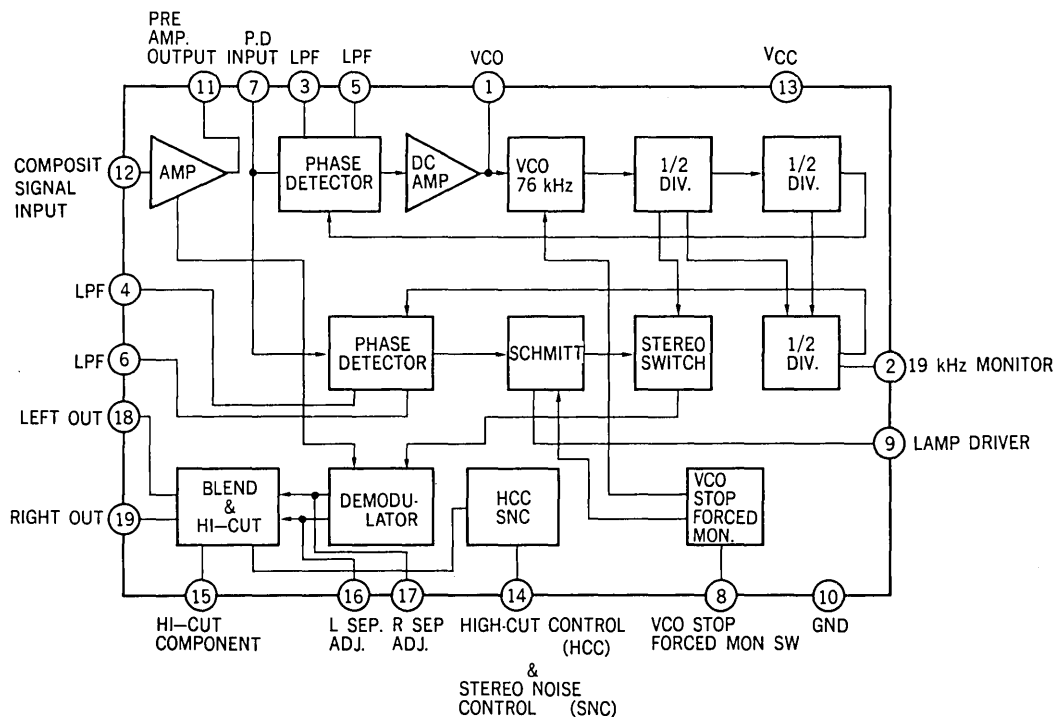 PRE
AMP.
OUTPUT
P.D
INPUT
LPF
LPF
VCO
VCC
11
7
3
5
1
13
12
COMPOSIT
SIGNAL
INPUT
AMP
PHASE
DETECTOR
DC
AMP
VCO
76 kHz
1/2
DIV.
1/2
DIV.
LPF
4
LPF
6
PHASE
DETECTOR
SCHMITT
STEREO
SWITCH
1/2
DIV.
2
19 kHz MONITOR
LEFT OUT
18
9
LAMP DRIVER
RIGHT OUT
19
BLEND
&
HI-CUT
DEMODU-
LATOR
HCC
SNC
VCO
STOP
FORCED
MON.
15
16
17
14
8
10
HI-CUT
COMPONENT
L SEP.
ADJ.
R SEP
ADJ.
HIGH-CUT CONTROL
(HCC)
&
STEREO NOISE
CONTROL (SNC)
VCO STOP
FORCED MON SW
GND